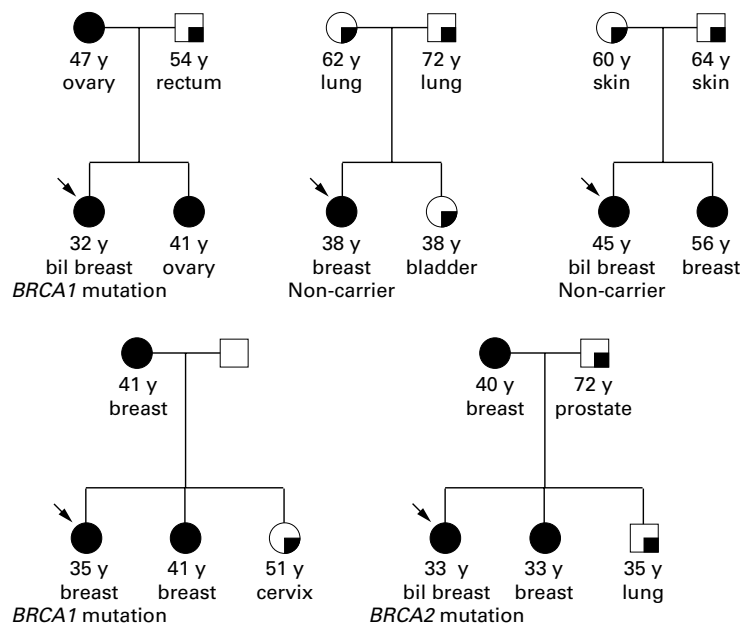 47 y 54 y
ovary rectum
62 y 72 y
lung lung
60 y 64 y
skin skin
32 y 41 y
bil breast ovary
BRCA1 mutation
38 y 38 y
breast bladder
Non-carrier
45 y 56 y
bil breast breast
Non-carrier
41 y
breast
40 y 72 y
breast prostate
35 y 41 y 51 y
breast breast cervix
BRCA1 mutation
33 y 33 y 35 y
bil breast breast lung
BRCA2 mutation